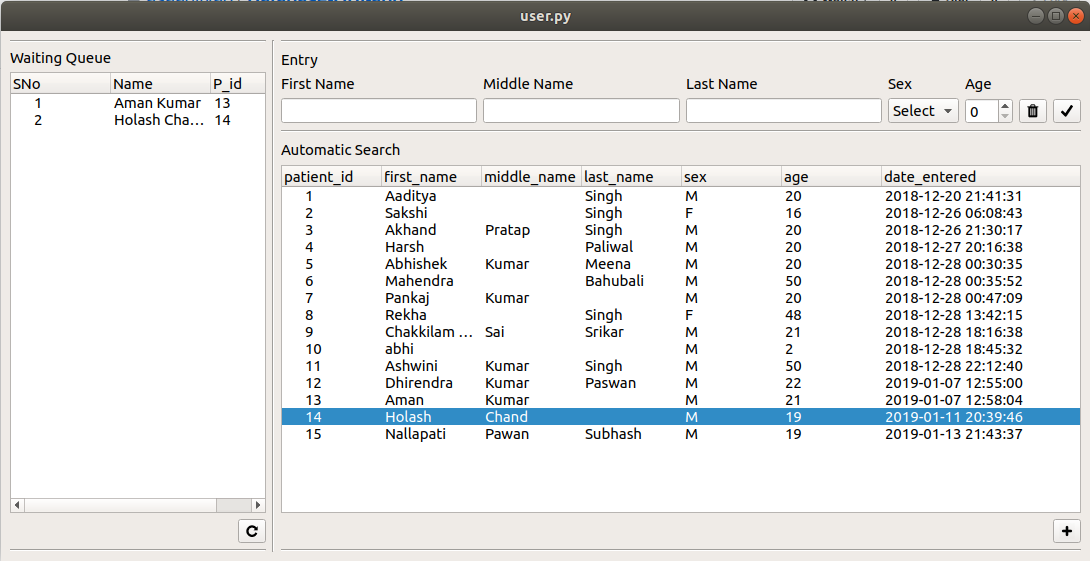 user.py
Waiting Queue
SNo Name P_id
1 Aman Kumar 13
2 Holash Cha... 14
Entry
First Name Middle Name Last Name Sex Age
Select 0
Automatic Search
patient_id first_name middle_name last_name sex age date_entered
1 Aaditya Singh M 20 2018-12-20 21:41:31
2 Sakshi Singh F 16 2018-12-26 06:08:43
3 Akhand Pratap Singh M 20 2018-12-26 21:30:17
4 Harsh Paliwal M 20 2018-12-27 20:16:38
5 Abhishek Kumar Meena M 20 2018-12-28 00:30:35
6 Mahendra Bahubali M 50 2018-12-28 00:35:52
7 Pankaj Kumar M 20 2018-12-28 00:47:09
8 Rekha Singh F 48 2018-12-28 13:42:15
9 Chakkilam ... Sai Srikar M 21 2018-12-28 18:16:38
10 abhi M 2 2018-12-28 18:45:32
11 Ashwini Kumar Singh M 50 2018-12-28 22:12:40
12 Dhirendra Kumar Paswan M 22 2019-01-07 12:55:00
13 Aman Kumar M 21 2019-01-07 12:58:04
14 Holash Chand M 19 2019-01-11 20:39:46
15 Nallapati Pawan Subhash M 19 2019-01-13 21:43:37